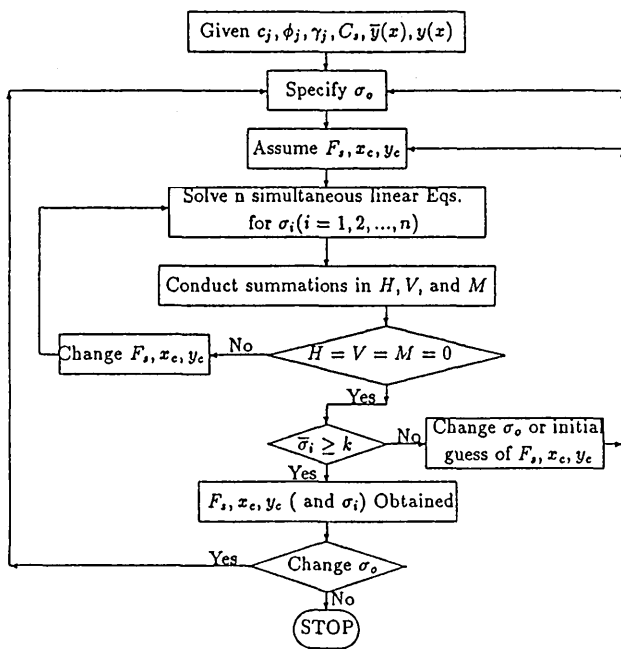 Given c_j, ϕ_j, γ_j, C_s, y̅(x), y(x)
Specify σ_o
Assume F_s, x_c, y_c
Solve n simultaneous linear Eqs.
for σ_i(i = 1, 2, ..., n)
Conduct summations in H, V, and M
Change F_s, x_c, y_c
No
H = V = M = 0
Yes
σ̅_i ≥ k
No
Change σ_o or initial
guess of F_s, x_c, y_c
Yes
F_s, x_c, y_c ( and σ_i) Obtained
Yes
Change σ_o
No
STOP